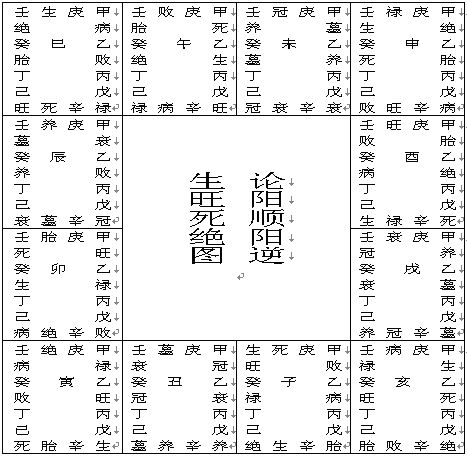 壬 生 庚 甲
绝 病
癸 巳 乙
胎 败
丁 丙
己 戊
旺 死 辛 禄
壬 败 庚 甲
胎 死
癸 午 乙
绝 生
丁 丙
己 戊
禄 病 辛 旺
壬 冠 庚 甲
养 墓
癸 未 乙
墓 养
丁 丙
己 戊
冠 衰 辛 衰
壬 禄 庚 甲
生 绝
癸 申 乙
死 胎
丁 丙
己 戊
败 旺 辛 病
壬 养 庚 甲
墓 衰
癸 辰 乙
养 败
丁 丙
己 戊
衰 墓 辛 冠
论阳顺阳逆
生旺死绝图
壬 旺 庚 甲
败 胎
癸 酉 乙
病 绝
丁 丙
己 戊
生 禄 辛 死
壬 胎 庚 甲
死 旺
癸 卯 乙
生 禄
丁 丙
己 戊
病 绝 辛 败
壬 衰 庚 甲
冠 养
癸 戌 乙
衰 墓
丁 丙
己 戊
养 冠 辛 墓
壬 绝 庚 甲
病 禄
癸 寅 乙
败 旺
丁 丙
己 戊
死 胎 辛 生
壬 墓 庚 甲
衰 冠
癸 丑 乙
冠 衰
丁 丙
己 戊
墓 养 辛 养
生 死 庚 甲
旺 败
癸 子 乙
禄 病
丁 丙
己 戊
绝 生 辛 胎
壬 病 庚 甲
禄 生
癸 亥 乙
旺 死
丁 丙
己 戊
胎 败 辛 绝